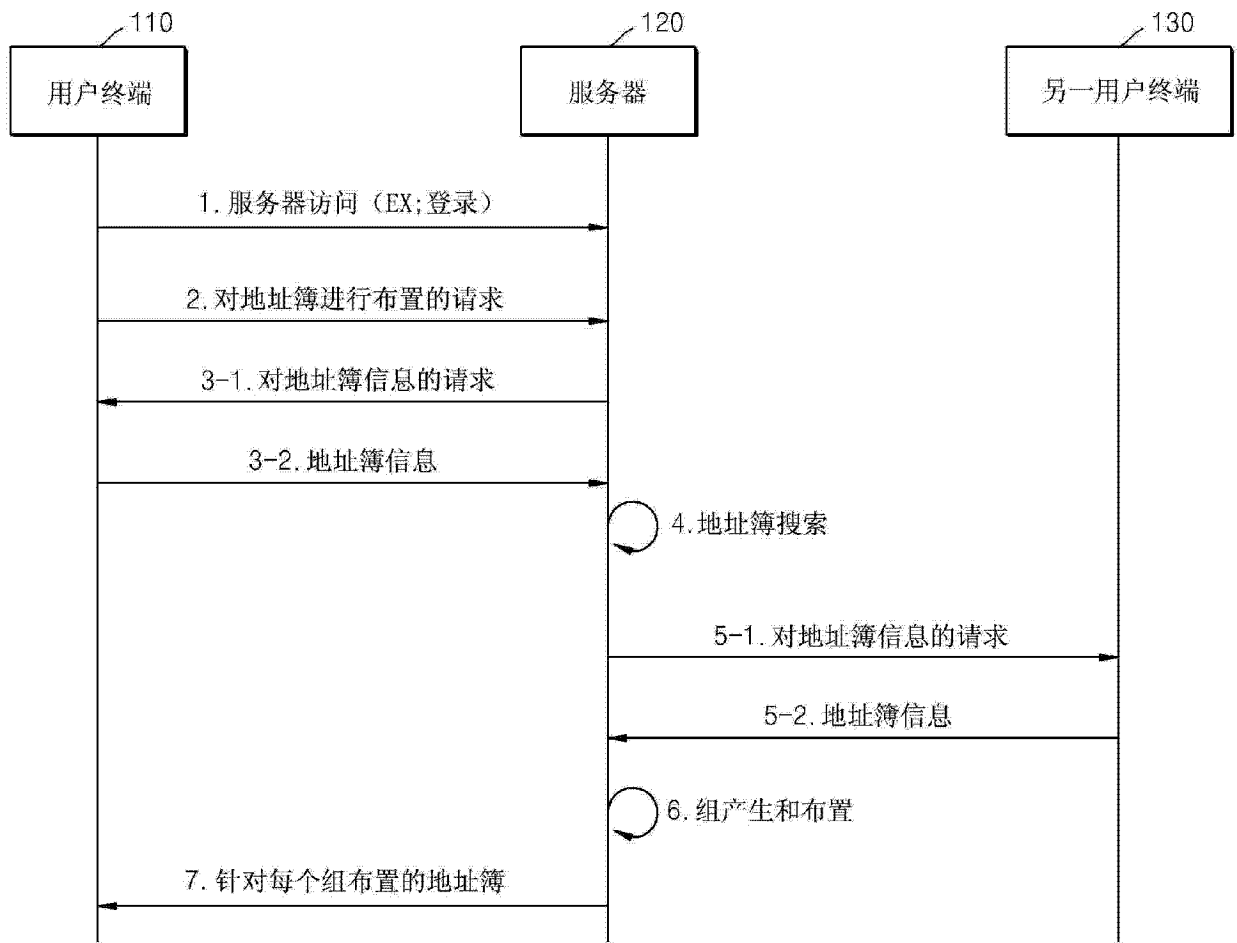 110
120
130
用户终端
服务器
另一用户终端
1.服务器访问（EX;登录）
2.对地址簿进行布置的请求
3-1.对地址簿信息的请求
3-2.地址簿信息
4.地址簿搜索
5-1.对地址簿信息的请求
5-2.地址簿信息
6.组产生和布置
7.针对每个组布置的地址簿